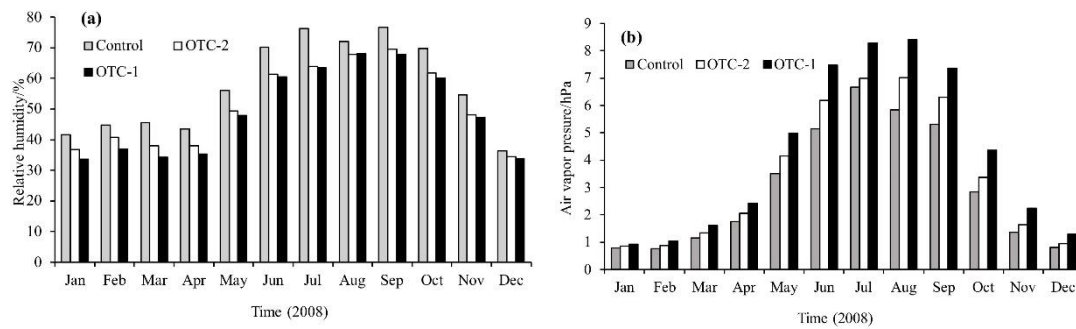 (a)
Control
OTC-2
OTC-1
Relative humidity/%
80
70
60
50
40
30
20
10
0
Jan Feb Mar Apr May Jun Jul Aug Sep Oct Nov Dec
Time (2008)
(b)
Control OTC-2 OTC-1
Air vapor presure/hPa
9
8
7
6
5
4
3
2
1
0
Jan Feb Mar Apr May Jun Jul Aug Sep Oct Nov Dec
Time (2008)